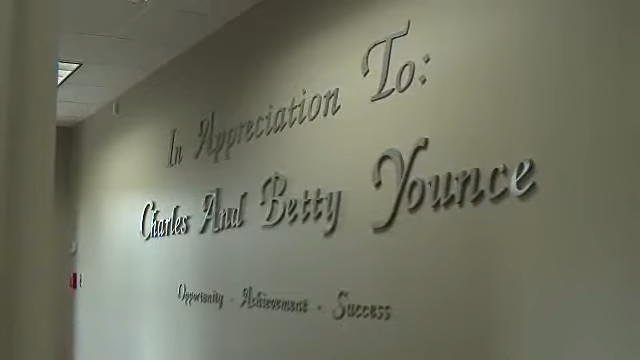 In Appreciation To:
Charles And Betty Younce
Opportunity - Achievement - Success